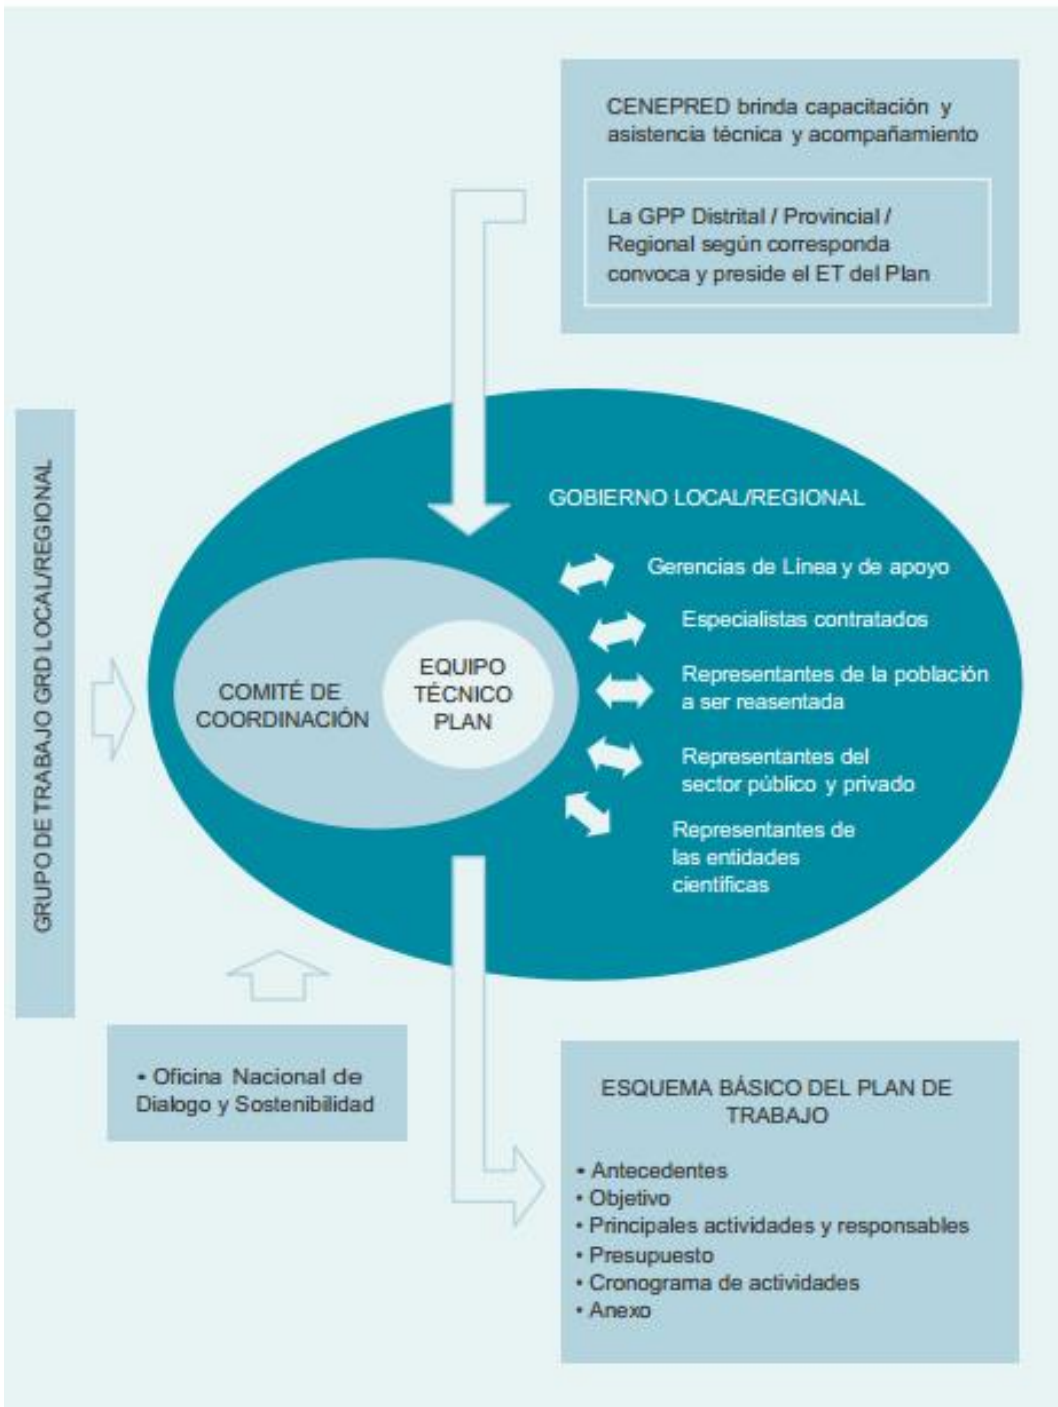 CENEPRED brinda capacitación y
asistencia técnica y acompañamiento
La GPP Distrital / Provincial /
Regional según corresponda
convoca y preside el ET del Plan
GRUPO DE TRABAJO GRD LOCAL/REGIONAL
GOBIERNO LOCAL/REGIONAL
Gerencias de Línea y de apoyo
Especialistas contratados
Representantes de la población
a ser reasentada
Representantes del
sector público y privado
Representantes de
las entidades
científicas
COMITÉ DE
COORDINACIÓN
EQUIPO
TÉCNICO
PLAN
• Oficina Nacional de
Dialogo y Sostenibilidad
ESQUEMA BÁSICO DEL PLAN DE
TRABAJO
• Antecedentes
• Objetivo
• Principales actividades y responsables
• Presupuesto
• Cronograma de actividades
• Anexo